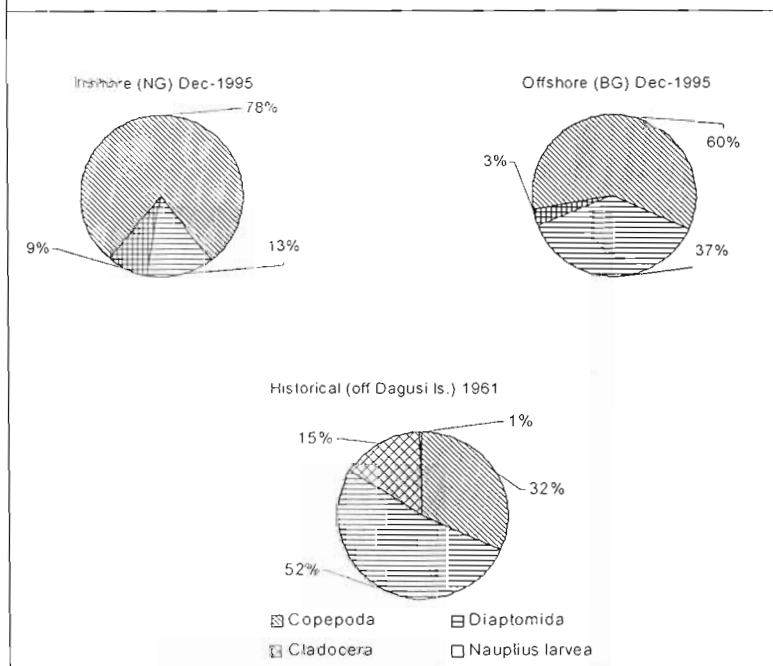 (NG) Dec-1995
78%
9%
13%
Offshore (BG) Dec-1995
60%
3%
37%
Historical (off Dagusi Is.) 1961
15%
1%
32%
52%
Copepoda
Diaptomida
Cladocera
Nauplius larvea